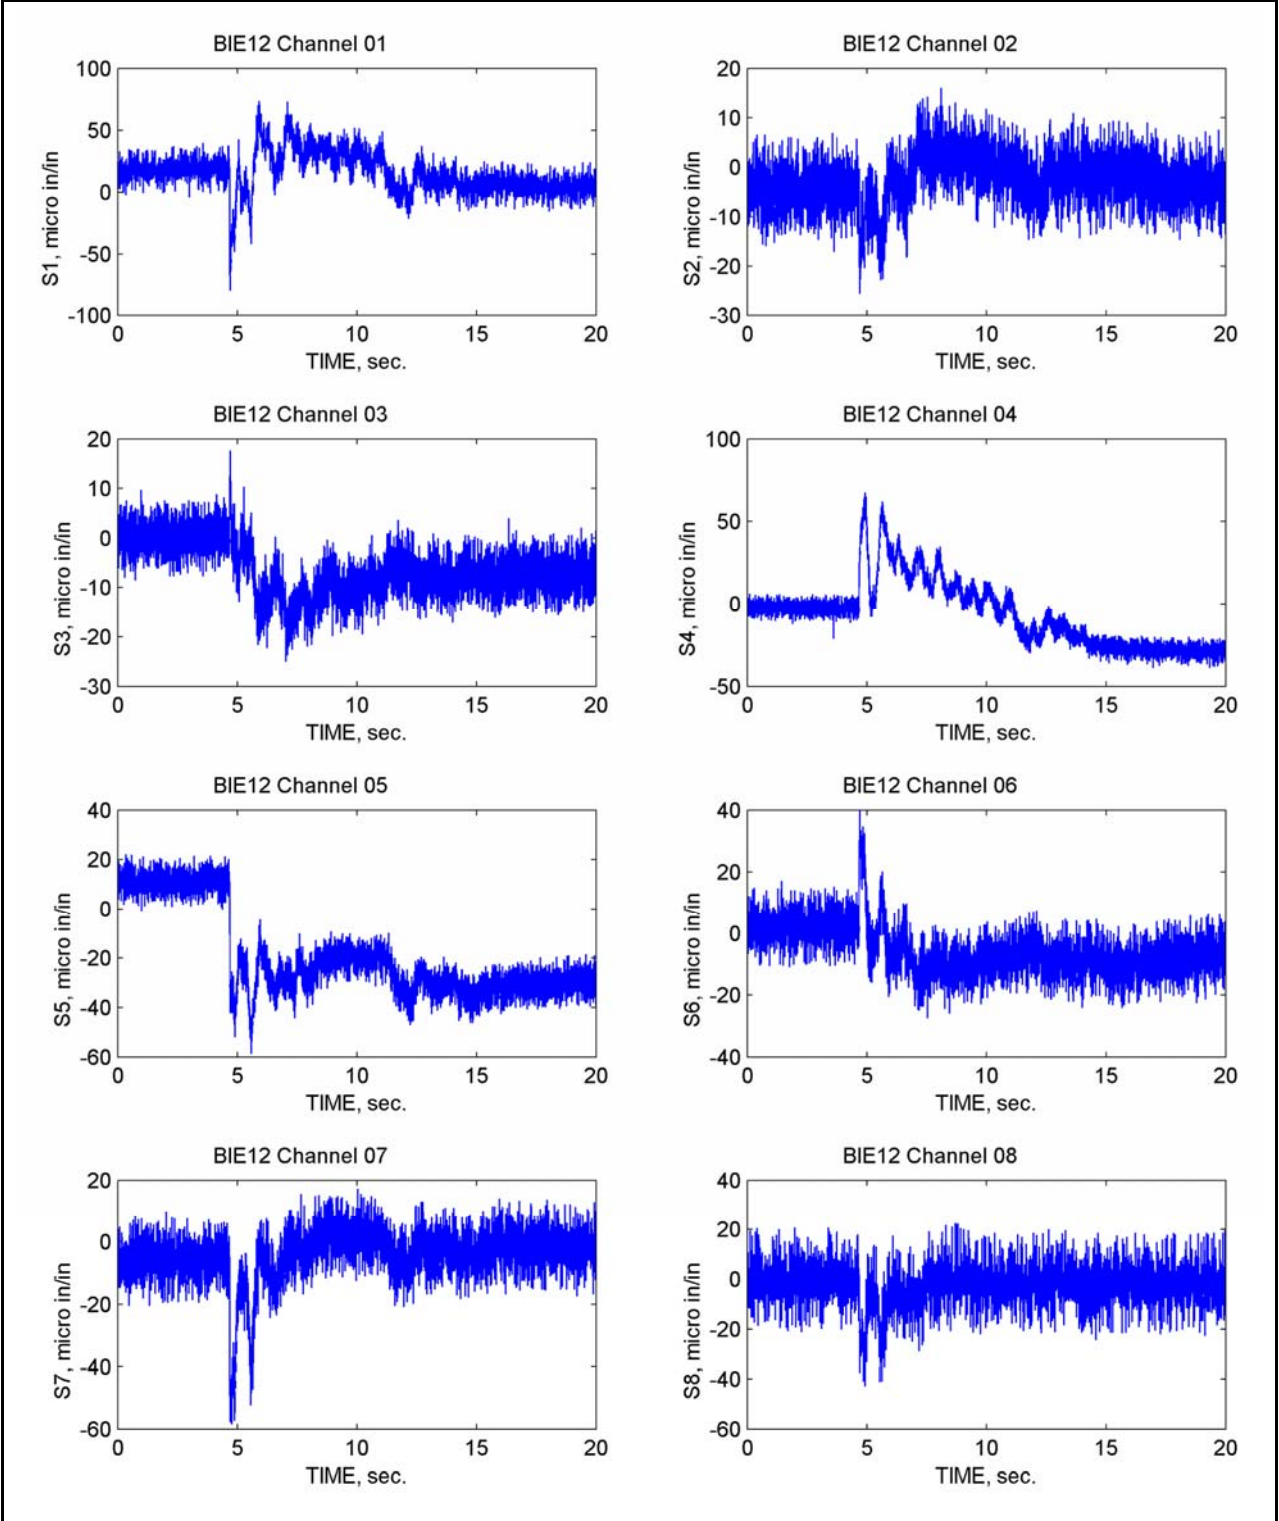 BIE12 Channel 01
100
50
0
-50
-100
S1, micro in/in
0 5 10 15 20
TIME, sec.
BIE12 Channel 02
20
10
0
-10
-20
-30
S2, micro in/in
0 5 10 15 20
TIME, sec.
BIE12 Channel 03
20
10
0
-10
-20
-30
S3, micro in/in
0 5 10 15 20
TIME, sec.
BIE12 Channel 04
100
50
0
-50
S4, micro in/in
0 5 10 15 20
TIME, sec.
BIE12 Channel 05
40
20
0
-20
-40
-60
S5, micro in/in
0 5 10 15 20
TIME, sec.
BIE12 Channel 06
40
20
0
-20
-40
S6, micro in/in
0 5 10 15 20
TIME, sec.
BIE12 Channel 07
20
0
-20
-40
-60
S7, micro in/in
0 5 10 15 20
TIME, sec.
BIE12 Channel 08
40
20
0
-20
-40
-60
S8, micro in/in
0 5 10 15 20
TIME, sec.